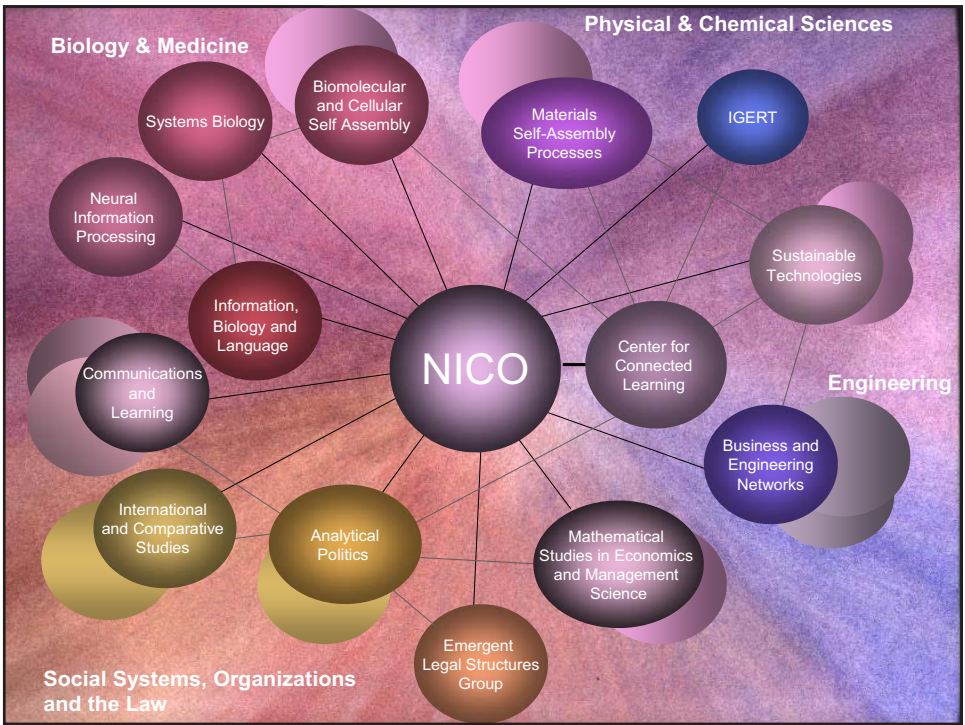 Physical & Chemical Sciences
Biology & Medicine
Biomolecular
and Cellular
Self Assembly
Systems Biology
Materials
Self-Assembly
Processes
IGERT
Neural
Information
Processing
Sustainable
Technologies
Information,
Biology and
Language
NICO
Center for
Connected
Learning
Communications
and
Learning
Engineering
Business and
Engineering
Networks
International
and Comparative
Studies
Analytical
Politics
Mathematical
Studies in Economics
and Management
Science
Emergent
Legal Structures
Group
Social Systems, Organizations
and the Law